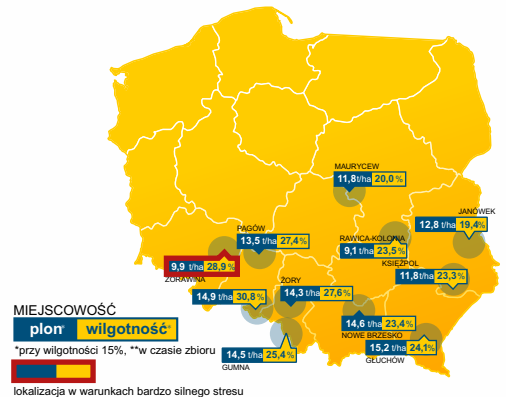 MAURYCEW
11,8 t/ha 20,0 %
JANÓWEK
12,8 t/ha 19,4%
PAGÓW
13,5 t/ha 27,4 %
RAWICA-KOLONIA
9,1 t/ha 23,5%
KSIĘŻPOL
11,8 t/ha 23,3 %
9,9 t/ha 28,9 %
ŻÓRAWINA
14,9 t/ha 30,8 %
ŻORY
14,3 t/ha 27,6 %
14,6 t/ha 23,4 %
NOWE BRZESKO
15,2 t/ha 24,1%
GŁUCHÓW
14,5 t/ha 25,4 %
GUMNA
MIEJSCOWOŚĆ
plon* wilgotność*
*przy wilgotności 15%, **w czasie zbioru
lokalizacja w warunkach bardzo silnego stresu